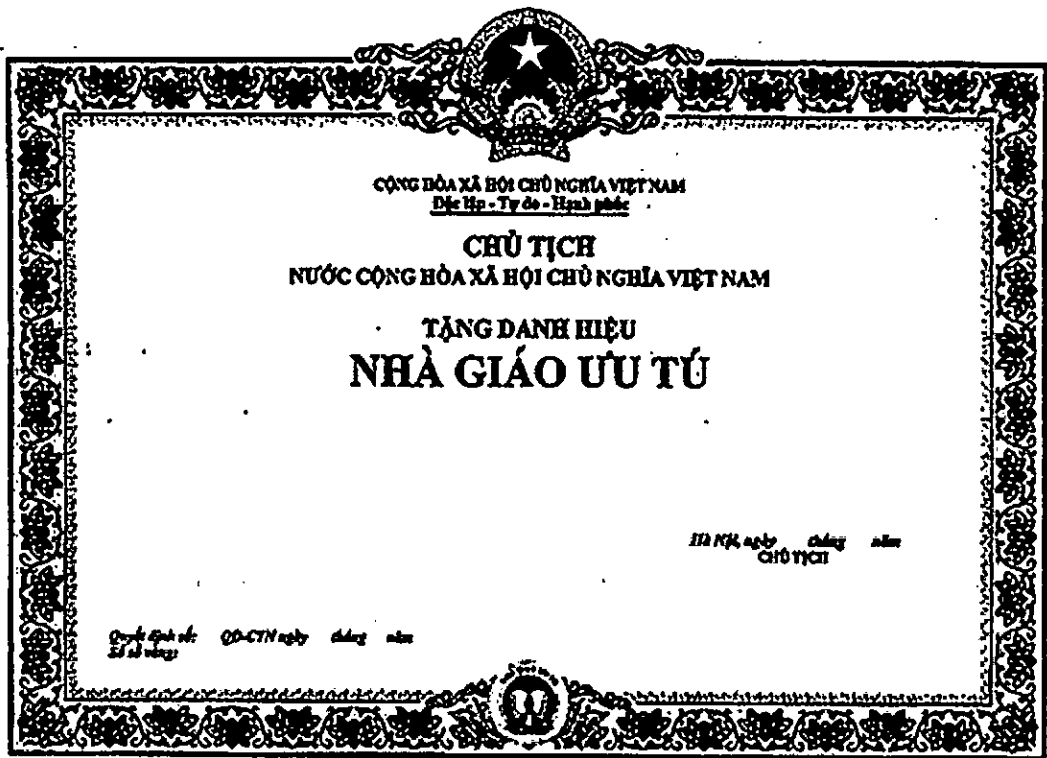 CỘNG HÒA XÃ HỘI CHỦ NGHĨA VIỆT NAM
Độc lập - Tự do - Hạnh phúc
CHỦ TỊCH
NƯỚC CỘNG HÒA XÃ HỘI CHỦ NGHĨA VIỆT NAM
TẶNG DANH HIỆU
NHÀ GIÁO ƯU TÚ
Hà Nội, ngày tháng năm
CHỦ TỊCH
Quyết định số: QĐ-CTN ngày tháng năm
Số sổ vàng: